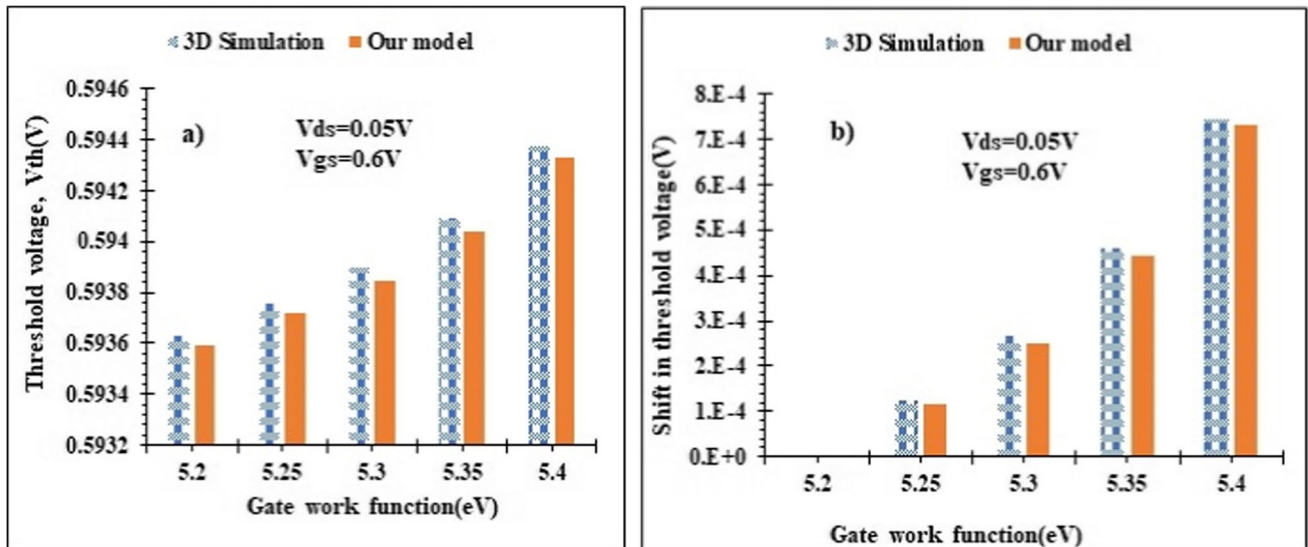 3D Simulation Our model
0.5946
0.5944
0.5942
0.594
0.5938
0.5936
0.5934
0.5932
Threshold voltage, Vth(V)
a)
Vds=0.05V
Vgs=0.6V
5.2 5.25 5.3 5.35 5.4
Gate work function(eV)
3D Simulation Our model
8.E-4
7.E-4
6.E-4
5.E-4
4.E-4
3.E-4
2.E-4
1.E-4
0.E+0
Shift in threshold voltage(V)
b)
Vds=0.05V
Vgs=0.6V
5.2 5.25 5.3 5.35 5.4
Gate work function(eV)